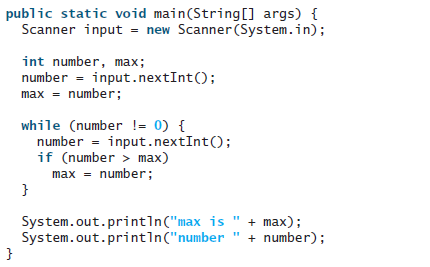 public static void main(String[] args) {
  Scanner input = new Scanner(System.in);

  int number, max;
  number = input.nextInt();
  max = number;

  while (number != 0) {
    number = input.nextInt();
    if (number > max)
      max = number;
  }

  System.out.println("max is " + max);
  System.out.println("number " + number);
}